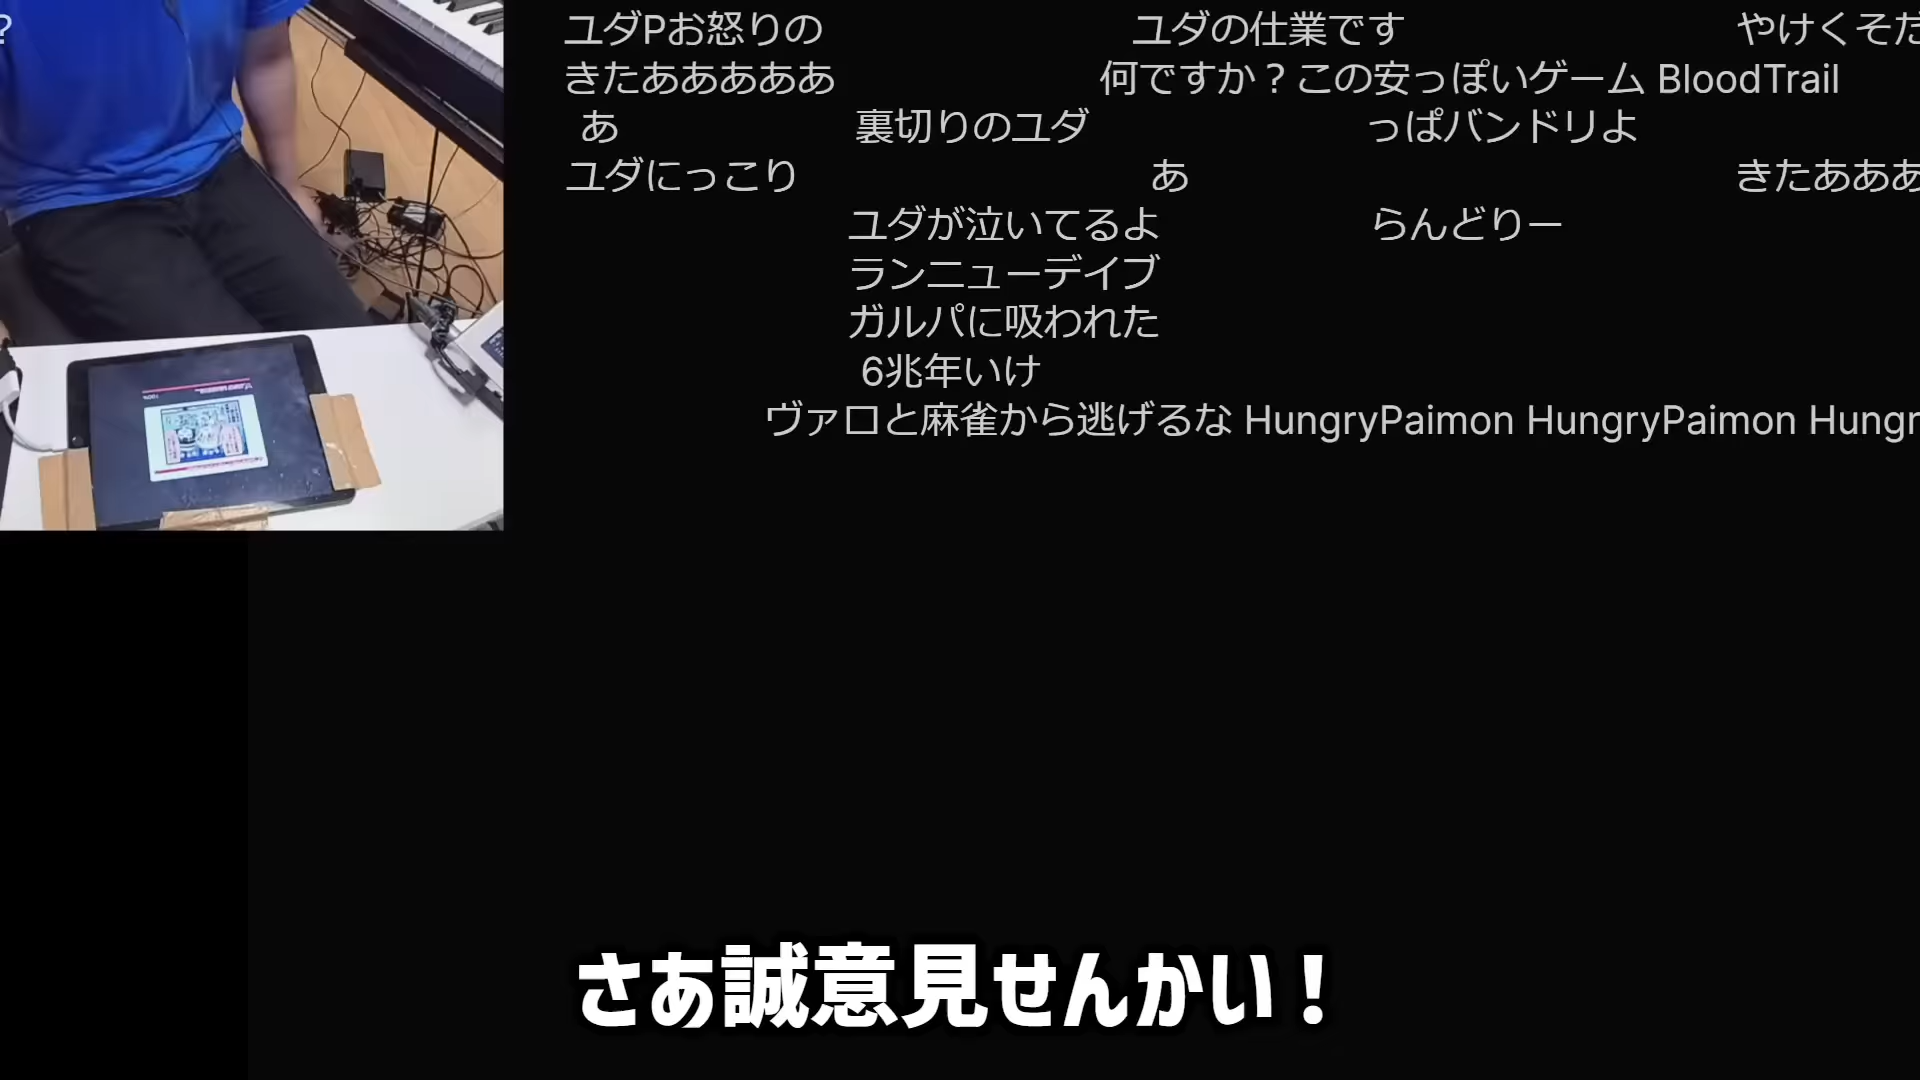 ?
ユダPお怒りの ユダの仕業です やけくそだ
きたあああああ 何ですか？この安っぽいゲーム BloodTrail
あ 裏切りのユダ っぱバンドリよ
ユダにっこり あ きたあああ
ユダが泣いてるよ らんどりー
ランニューデイブ
ガルパに吸われた
6兆年いけ
ヴァロと麻雀から逃げるな HungryPaimon HungryPaimon Hungr
さあ誠意見せんかい！